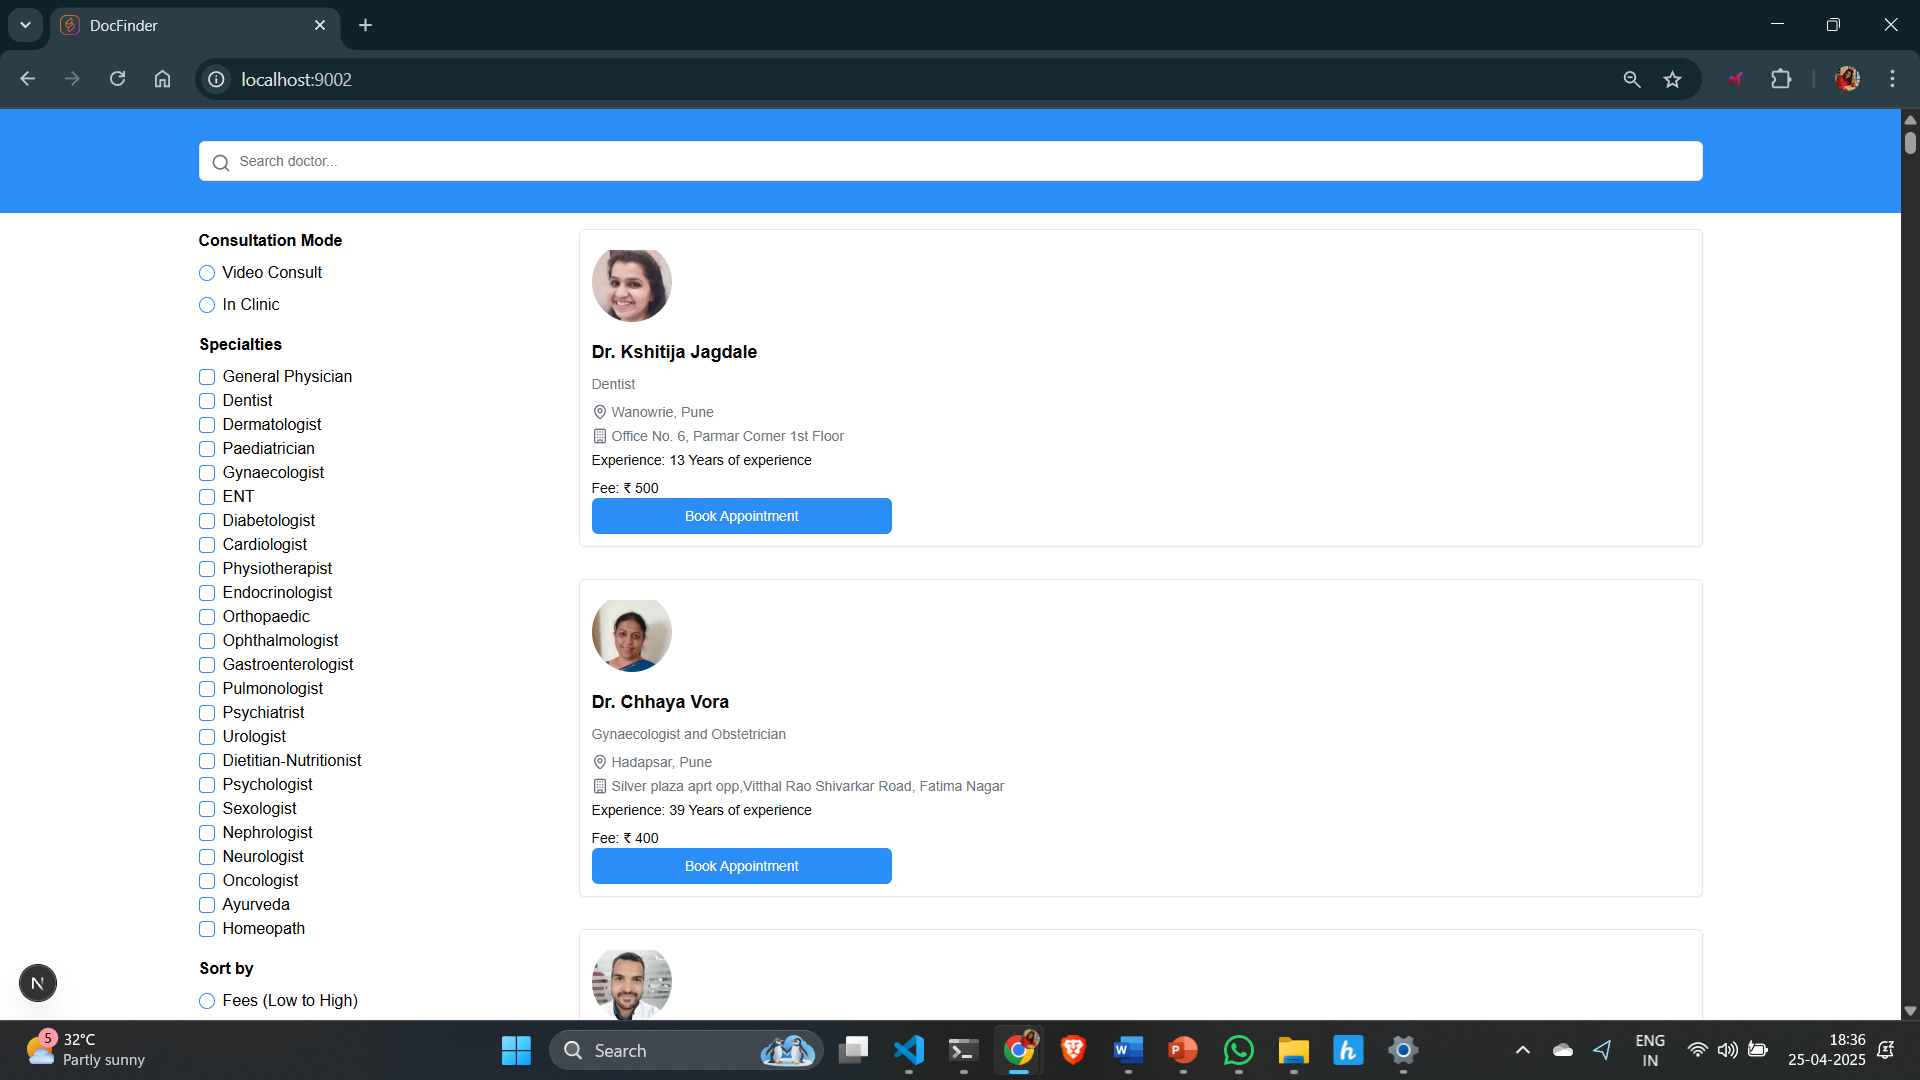 DocFinder
localhost:9002
Search doctor...
Consultation Mode
Video Consult
In Clinic
Specialties
General Physician
Dentist
Dermatologist
Paediatrician
Gynaecologist
ENT
Diabetologist
Cardiologist
Physiotherapist
Endocrinologist
Orthopaedic
Ophthalmologist
Gastroenterologist
Pulmonologist
Psychiatrist
Urologist
Dietitian-Nutritionist
Psychologist
Sexologist
Nephrologist
Neurologist
Oncologist
Ayurveda
Homeopath
Sort by
Fees (Low to High)
Dr. Kshitija Jagdale
Dentist
Wanowrie, Pune
Office No. 6, Parmar Corner 1st Floor
Experience: 13 Years of experience
Fee: ₹ 500
Book Appointment
Dr. Chhaya Vora
Gynaecologist and Obstetrician
Hadapsar, Pune
Silver plaza aprt opp,Vitthal Rao Shivarkar Road, Fatima Nagar
Experience: 39 Years of experience
Fee: ₹ 400
Book Appointment
N
5
32°C
Partly sunny
Search
W
P
h
ENG
IN
18:36
25-04-2025